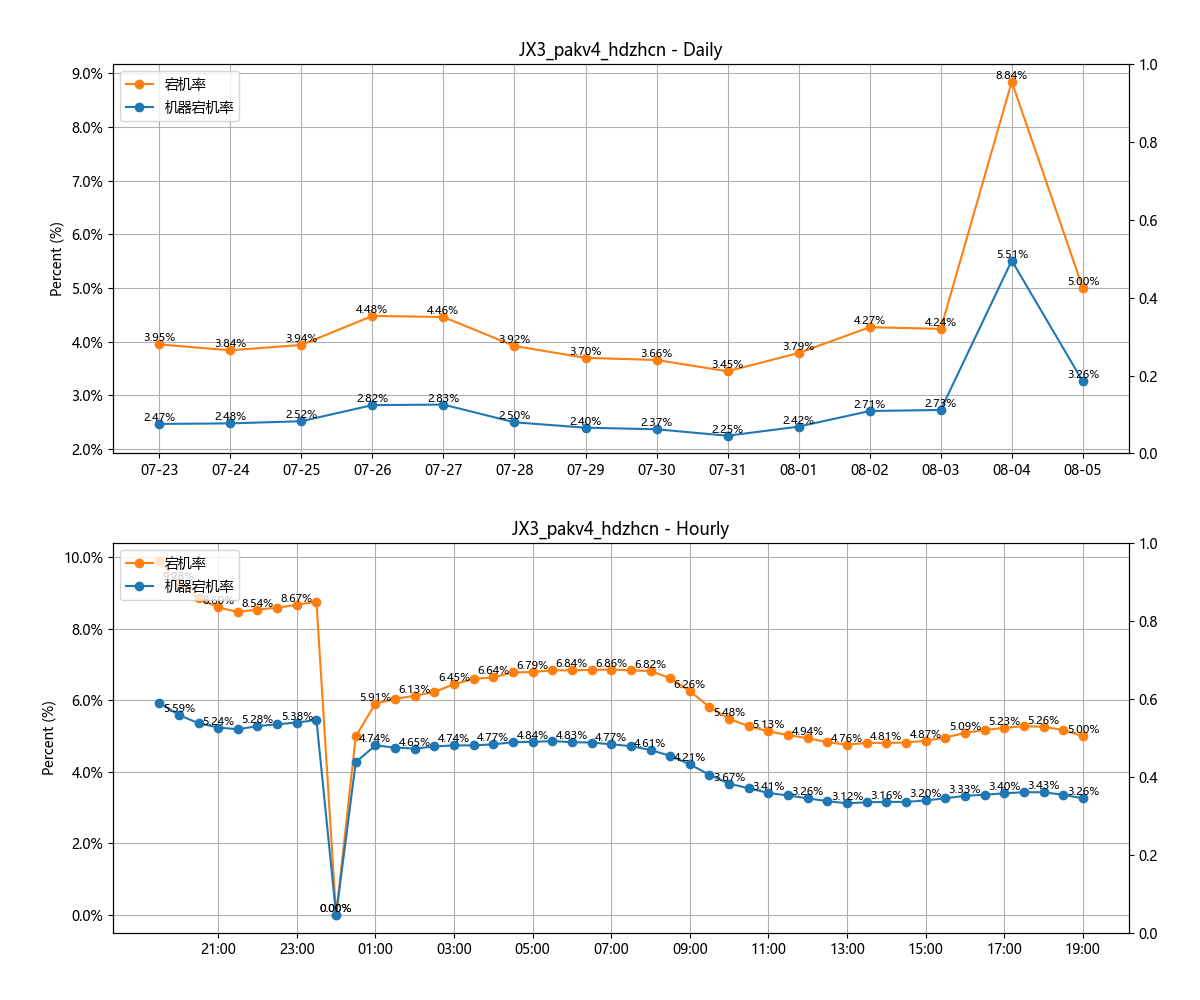 JX3_pakv4_hdzhcn - Daily
宕机率
机器宕机率
Percent (%)
9.0%
8.0%
7.0%
6.0%
5.0%
4.0%
3.0%
2.0%
1.0
0.8
0.6
0.4
0.2
0.0
3.95% 3.84% 3.94% 4.48% 4.46% 3.92% 3.70% 3.66% 3.45% 3.79% 4.27% 4.24% 8.84% 5.00%
2.47% 2.48% 2.52% 2.82% 2.83% 2.50% 2.40% 2.37% 2.25% 2.42% 2.71% 2.73% 5.51% 3.26%
07-23 07-24 07-25 07-26 07-27 07-28 07-29 07-30 07-31 08-01 08-02 08-03 08-04 08-05
JX3_pakv4_hdzhcn - Hourly
宕机率
机器宕机率
Percent (%)
10.0%
8.0%
6.0%
4.0%
2.0%
0.0%
1.0
0.8
0.6
0.4
0.2
0.0
9.28% 8.60% 8.54% 8.67% 0.00% 5.91% 6.13% 6.45% 6.64% 6.79% 6.84% 6.86% 6.82% 6.26% 5.48% 5.13% 4.94% 4.76% 4.81% 4.87% 5.09% 5.23% 5.26% 5.00%
5.59% 5.24% 5.28% 5.38% 0.00% 4.74% 4.65% 4.74% 4.77% 4.84% 4.83% 4.77% 4.61% 4.21% 3.67% 3.41% 3.26% 3.12% 3.16% 3.20% 3.33% 3.40% 3.43% 3.26%
21:00 23:00 01:00 03:00 05:00 07:00 09:00 11:00 13:00 15:00 17:00 19:00